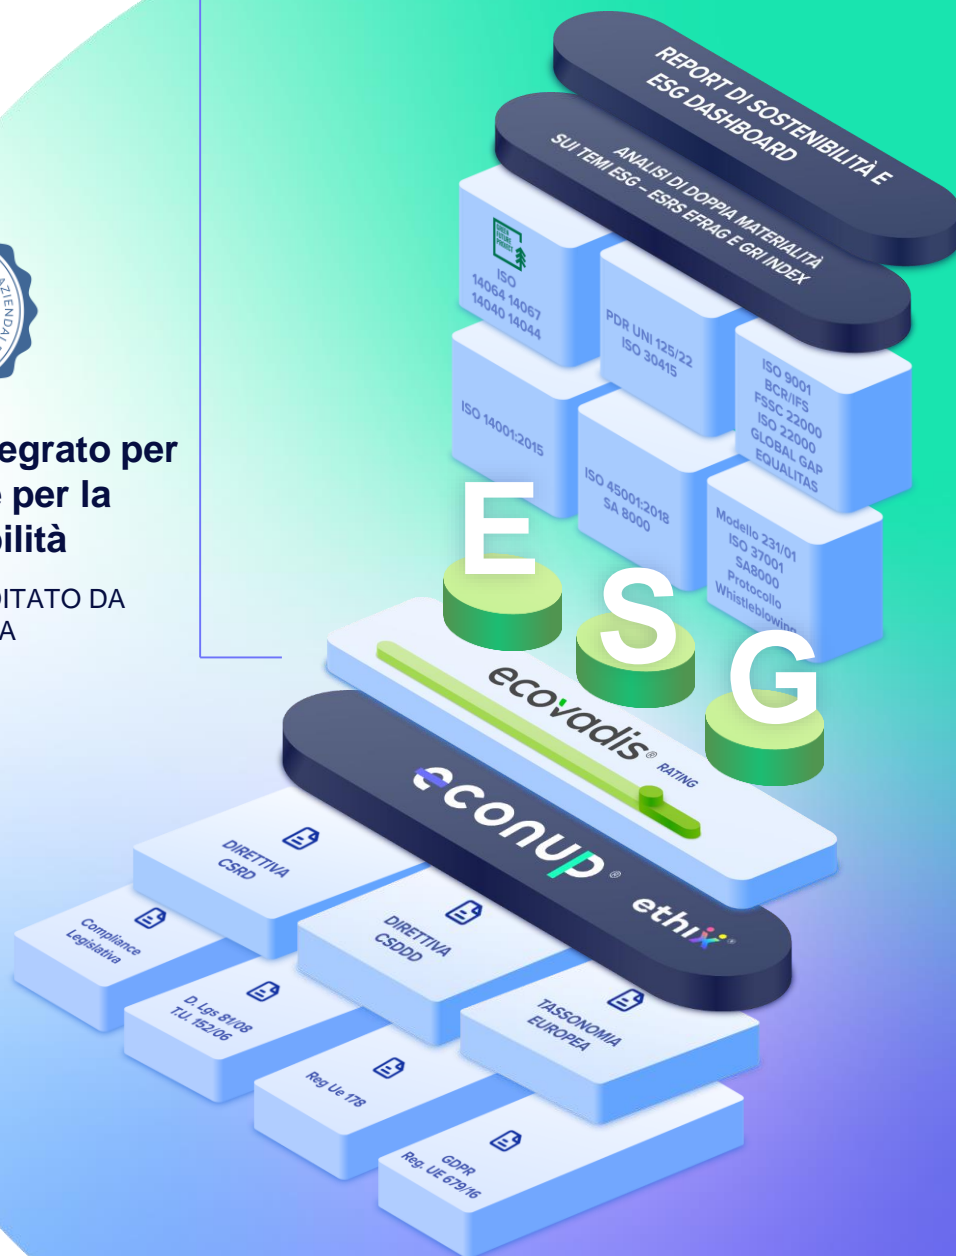 REPORT DI SOSTENIBILITÀ E
ESG DASHBOARD
ANALISI DI DOPPIA MATERIALITÀ
SUI TEMI ESG – ESRS EFRAG E GRI INDEX
GREEN
FUTURE
PROJECT
ISO
14064 14067
14040 14044
PDR UNI 125/22
ISO 30415
ISO 9001
BCR/IFS
FSSC 22000
ISO 22000
GLOBAL GAP
EQUALITAS
ISO 14001:2015
ISO 45001:2018
SA 8000
Modello 231/01
ISO 37001
SA8000
Protocollo
Whistleblowing
AZIENDAL
egrato per
e per la
bilità
DITATO DA
A
E
S
G
ecovadis® RATING
econup®
ethix®
DIRETTIVA
CSRD
DIRETTIVA
CSDDD
TASSONOMIA
EUROPEA
Compliance
Legislativa
D. Lgs 81/08
T.U. 152/06
Reg Ue 178
GDPR
Reg. UE 679/16